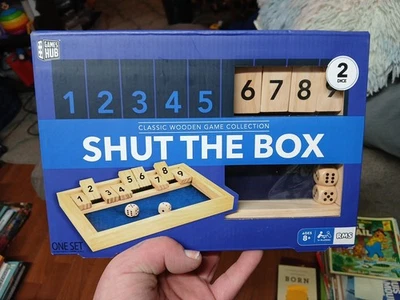 GAMES
HUB
2
DICE
1 2 3 4 5 6 7 8 9
CLASSIC WOODEN GAME COLLECTION
SHUT THE BOX
1 2 3 4 5 6 7 8 9
ONE SET
AGES
8+
RMS
BORN